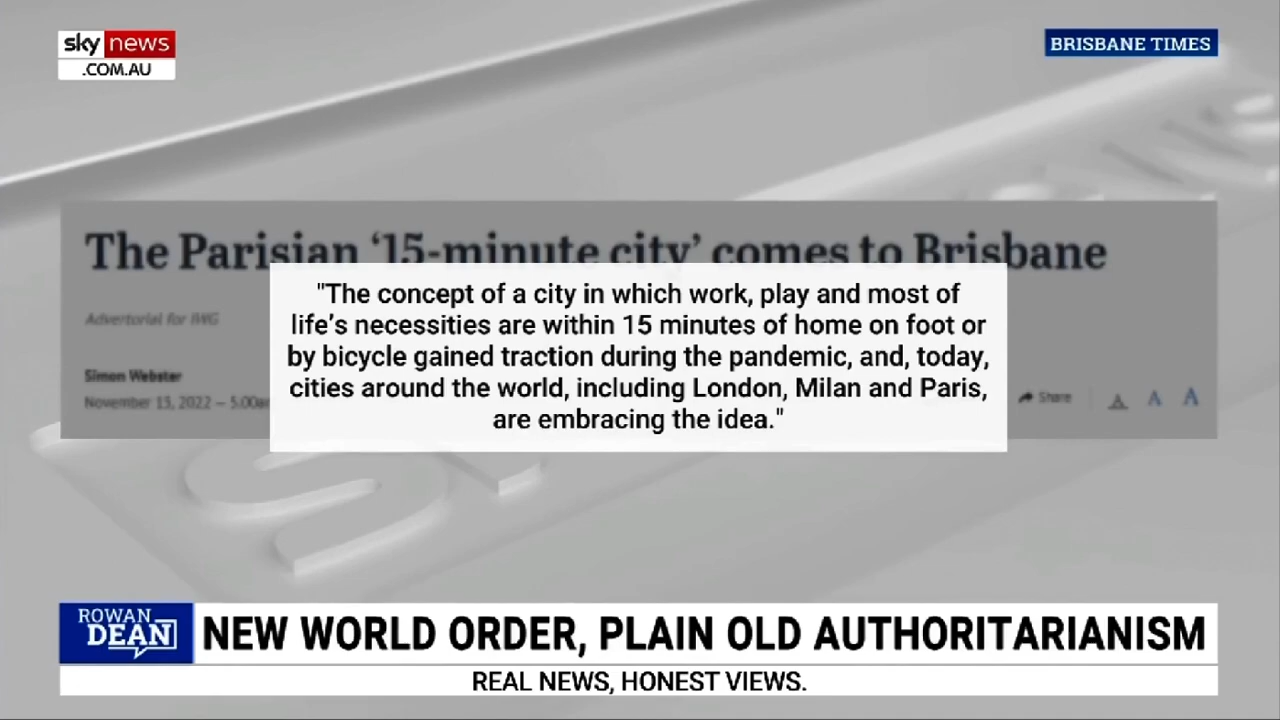 sky news
.COM.AU
BRISBANE TIMES
The Parisian ‘15-minute city’ comes to Brisbane
Advertorial for IWG
Simon Webster
November 13, 2022 — 5.00am
Share
A A A
"The concept of a city in which work, play and most of
life's necessities are within 15 minutes of home on foot or
by bicycle gained traction during the pandemic, and, today,
cities around the world, including London, Milan and Paris,
are embracing the idea."
ROWAN
DEAN
NEW WORLD ORDER, PLAIN OLD AUTHORITARIANISM
REAL NEWS, HONEST VIEWS.